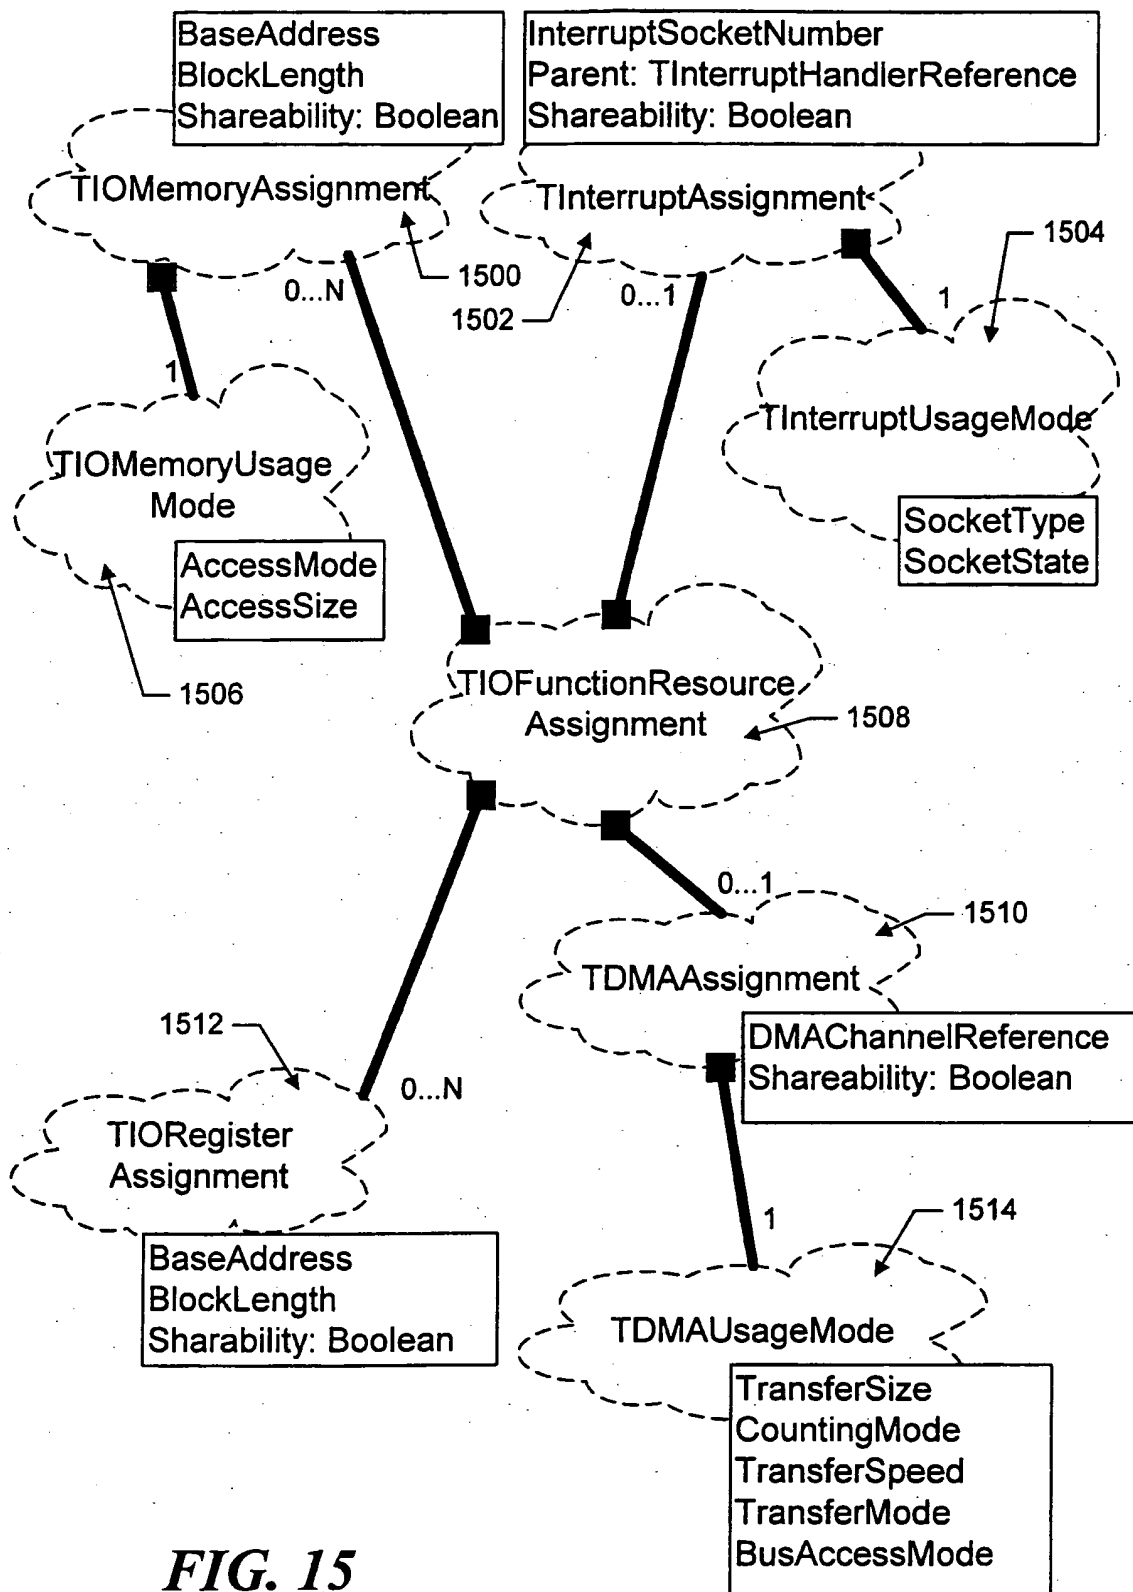 BaseAddress
BlockLength
Shareability: Boolean
InterruptSocketNumber
Parent: TInterruptHandlerReference
Shareability: Boolean
TIOMemoryAssignment
TInterruptAssignment
1500
1502
1504
0...N
0...1
1
1
TInterruptUsageMode
SocketType
SocketState
TIOMemoryUsage
Mode
AccessMode
AccessSize
1506
TIOFunctionResource
Assignment
1508
0...1
1510
TDMAAssignment
DMAChannelReference
Shareability: Boolean
1512
0...N
TIORegister
Assignment
BaseAddress
BlockLength
Sharability: Boolean
1
1514
TDMAUsageMode
TransferSize
CountingMode
TransferSpeed
TransferMode
BusAccessMode
FIG. 15